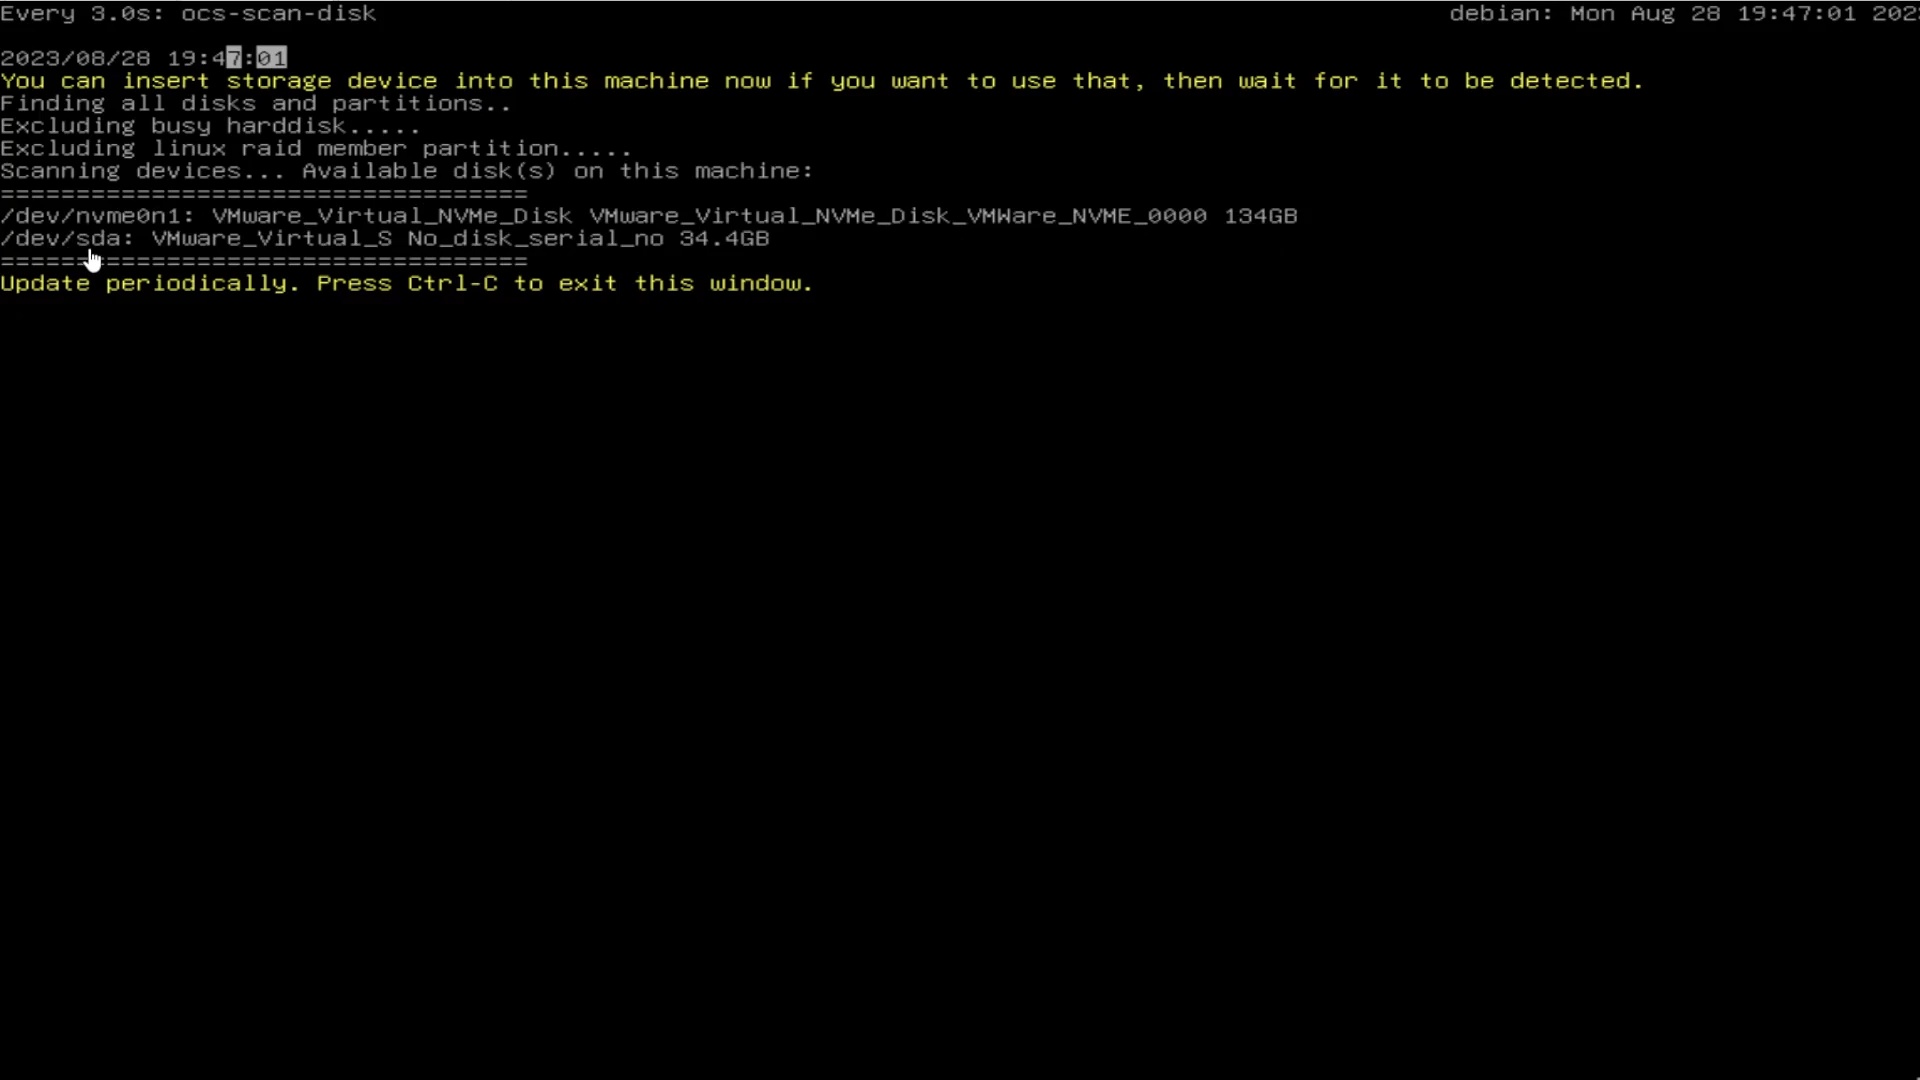 Every 3.0s: ocs-scan-disk debian: Mon Aug 28 19:47:01 202
2023/08/28 19:47:01
You can insert storage device into this machine now if you want to use that, then wait for it to be detected.
Finding all disks and partitions..
Excluding busy harddisk.....
Excluding linux raid member partition.....
Scanning devices... Available disk(s) on this machine:
===================================
/dev/nvme0n1: VMware_Virtual_NVMe_Disk VMware_Virtual_NVMe_Disk_VMWare_NVME_0000 134GB
/dev/sda: VMware_Virtual_S No_disk_serial_no 34.4GB
===================================
Update periodically. Press Ctrl-C to exit this window.